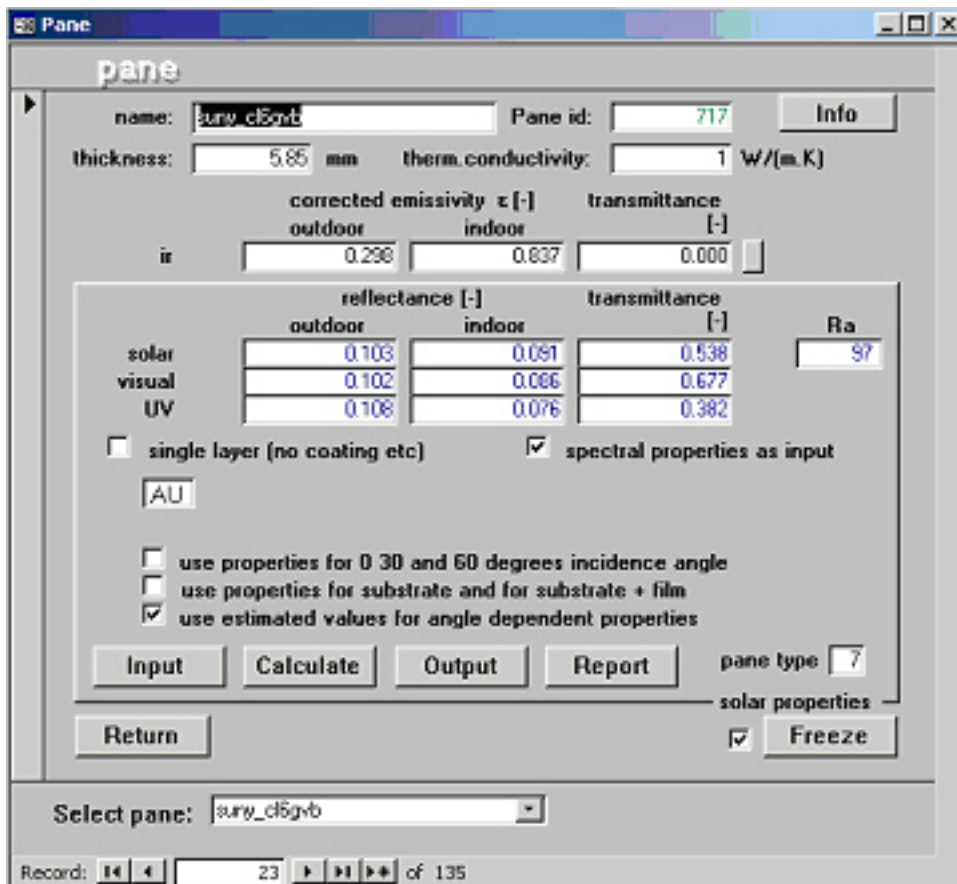 Pane
pane
name: suny_cl6gvb Pane id: 717 Info
thickness: 5.85 mm therm.conductivity: 1 W/(m.K)
corrected emissivity ε [-] transmittance
outdoor indoor [-]
ir 0.298 0.837 0.000
reflectance [-] transmittance
outdoor indoor [-] Ra
solar 0.103 0.091 0.538 97
visual 0.102 0.086 0.677
UV 0.108 0.076 0.382
single layer (no coating etc) spectral properties as input
AU
use properties for 0 30 and 60 degrees incidence angle
use properties for substrate and for substrate + film
use estimated values for angle dependent properties
Input Calculate Output Report pane type 7
solar properties
Return Freeze
Select pane: suny_cl6gvb
Record: 23 of 135